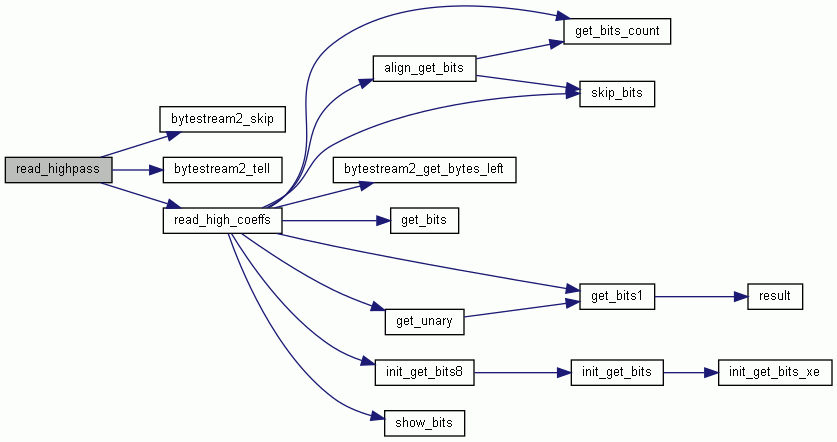 get_bits_count
align_get_bits
skip_bits
bytestream2_skip
read_highpass
bytestream2_tell
bytestream2_get_bytes_left
read_high_coeffs
get_bits
get_bits1
result
get_unary
init_get_bits8
init_get_bits
init_get_bits_xe
show_bits